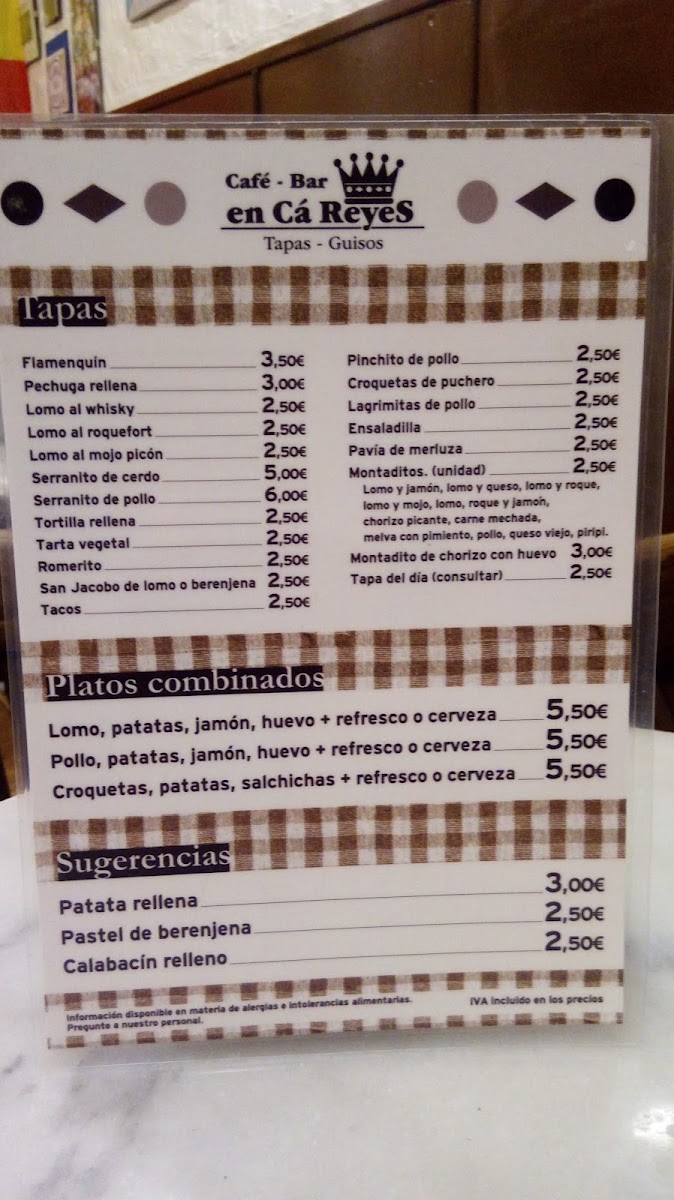 Café - Bar
en Cá ReyeS
Tapas - Guisos
Tapas
Flamenquín 3,50€
Pechuga rellena 3,00€
Lomo al whisky 2,50€
Lomo al roquefort 2,50€
Lomo al mojo picón 2,50€
Serranito de cerdo 5,00€
Serranito de pollo 6,00€
Tortilla rellena 2,50€
Tarta vegetal 2,50€
Romerito 2,50€
San Jacobo de lomo o berenjena 2,50€
Tacos 2,50€
Pinchito de pollo 2,50€
Croquetas de puchero 2,50€
Lagrimitas de pollo 2,50€
Ensaladilla 2,50€
Pavía de merluza 2,50€
Montaditos. (unidad) 2,50€
Lomo y jamón, lomo y queso, lomo y roque,
lomo y mojo, lomo, roque y jamón,
chorizo picante, carne mechada,
melva con pimiento, pollo, queso viejo, piripi.
Montadito de chorizo con huevo 3,00€
Tapa del día (consultar) 2,50€
Platos combinados
Lomo, patatas, jamón, huevo + refresco o cerveza 5,50€
Pollo, patatas, jamón, huevo + refresco o cerveza 5,50€
Croquetas, patatas, salchichas + refresco o cerveza 5,50€
Sugerencias
Patata rellena 3,00€
Pastel de berenjena 2,50€
Calabacín relleno 2,50€
Información disponible en materia de alergias e intolerancias alimentarias.
Pregunte a nuestro personal.
IVA incluido en los precios